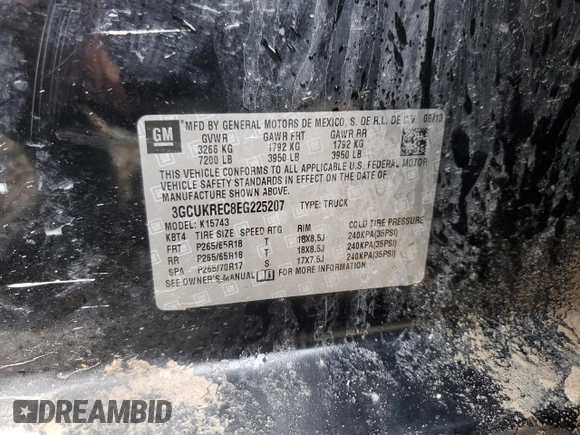 GM
MFD BY GENERAL MOTORS DE MEXICO, S. DE R.L. DE C.V. 09/13
GVWR GAWR FRT GAWR RR
3266 KG 1792 KG 1792 KG
7200 LB 3950 LB 3950 LB
THIS VEHICLE CONFORMS TO ALL APPLICABLE U.S. FEDERAL MOTOR
VEHICLE SAFETY STANDARDS IN EFFECT ON THE DATE OF
MANUFACTURE SHOWN ABOVE.
3GCUKREC8EG225207 TYPE: TRUCK
MODEL: K15743
KBT4 TIRE SIZE SPEED RTG RIM COLD TIRE PRESSURE
FRT P265/65R18 T 18X8.5J 240KPA(35PSI)
RR P265/65R18 T 18X8.5J 240KPA(35PSI)
SPA P265/70R17 S 17X7.5J 240KPA(35PSI)
SEE OWNER'S MANUAL FOR MORE INFORMATION
DREAMBID